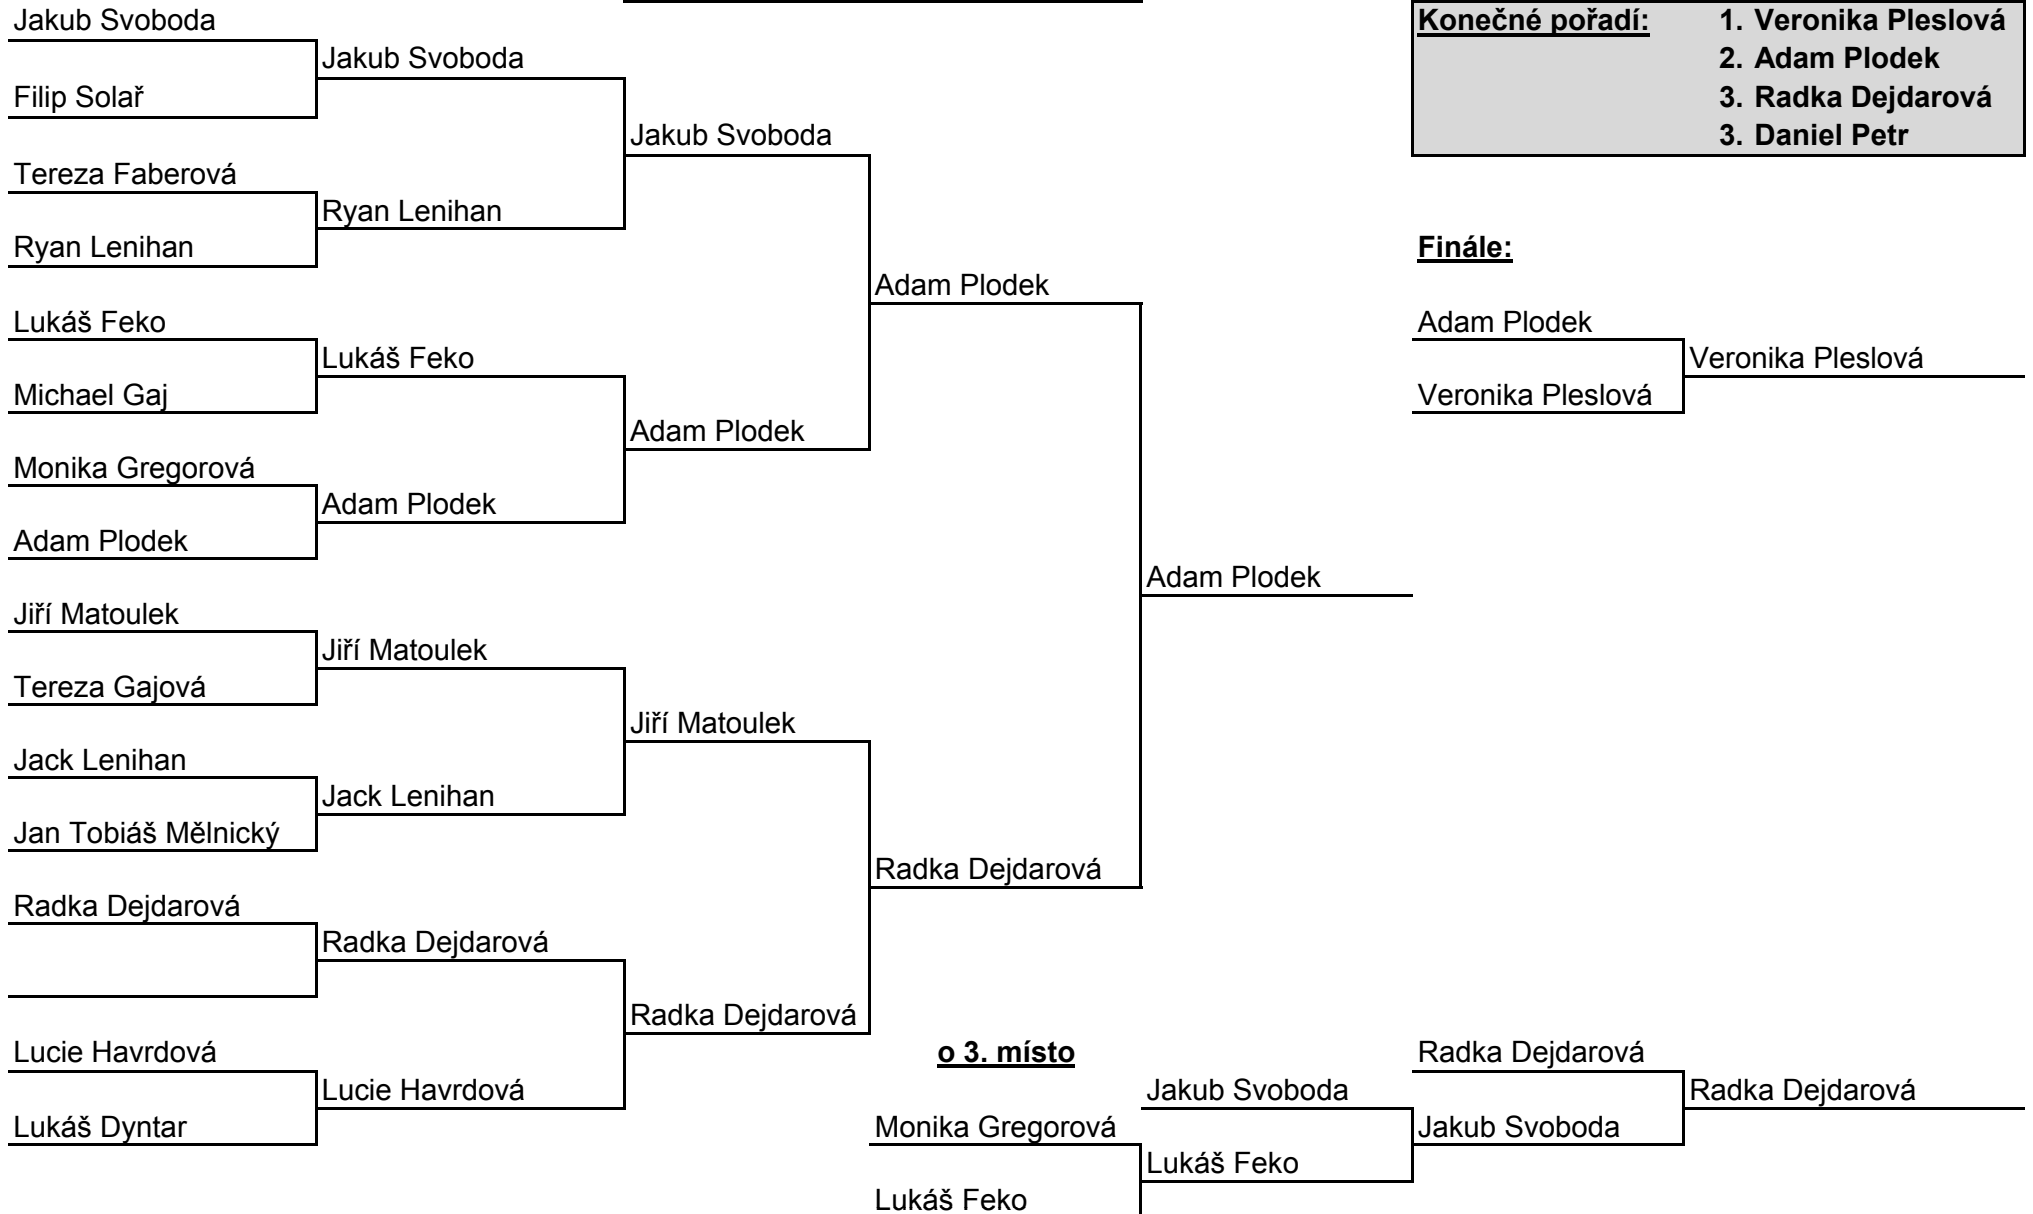 Jakub Svoboda
Filip Solař
Tereza Faberová
Ryan Lenihan
Lukáš Feko
Michael Gaj
Monika Gregorová
Adam Plodek
Jiří Matoulek
Tereza Gajová
Jack Lenihan
Jan Tobiáš Mělnický
Radka Dejdarová
Lucie Havrdová
Lukáš Dyntar
Jakub Svoboda
Ryan Lenihan
Lukáš Feko
Adam Plodek
Jiří Matoulek
Jack Lenihan
Radka Dejdarová
Lucie Havrdová
Jakub Svoboda
Adam Plodek
Jiří Matoulek
Radka Dejdarová
Adam Plodek
Radka Dejdarová
Adam Plodek
Konečné pořadí: 1. Veronika Pleslová
2. Adam Plodek
3. Radka Dejdarová
3. Daniel Petr
Finále:
Adam Plodek
Veronika Pleslová
Veronika Pleslová
o 3. místo
Monika Gregorová
Lukáš Feko
Jakub Svoboda
Lukáš Feko
Radka Dejdarová
Jakub Svoboda
Radka Dejdarová